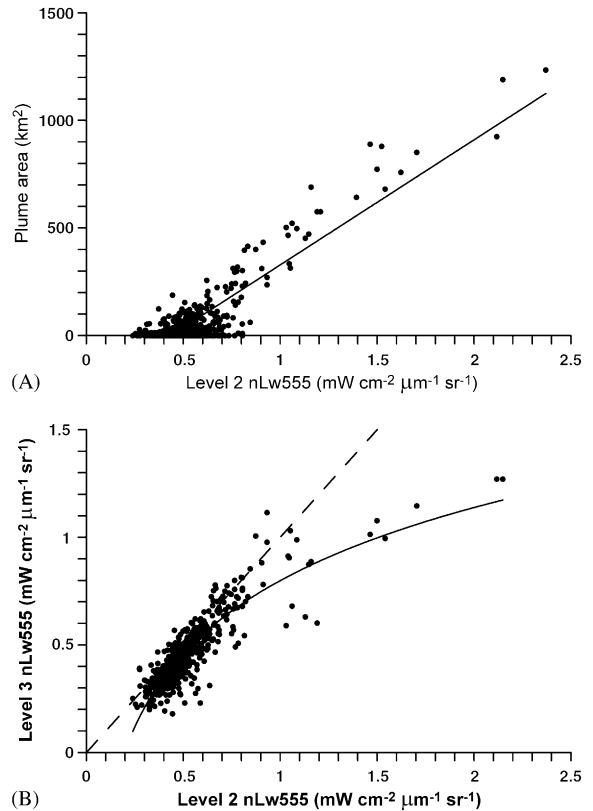 1500
1000
500
0
Plume area (km2)
0 0.5 1 1.5 2 2.5
(A)
Level 2 nLw555 (mW cm-2 μm-1 sr-1)
1.5
1
0.5
0
Level 3 nLw555 (mW cm-2 μm-1 sr-1)
0 0.5 1 1.5 2 2.5
(B)
Level 2 nLw555 (mW cm-2 μm-1 sr-1)